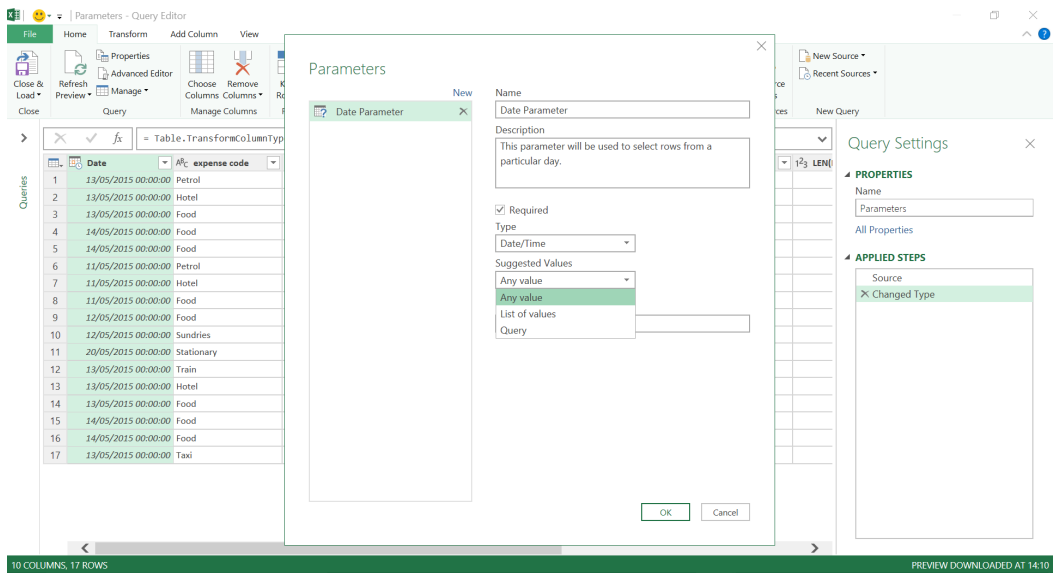 Parameters - Query Editor
File Home Transform Add Column View
Close & Load
Refresh Preview
Properties
Advanced Editor
Manage
Choose Columns
Remove Columns
New Source
Recent Sources
Close Query Manage Columns New Query
= Table.TransformColumnTyp
Queries
Date ABC expense code 123 LEN(
1 13/05/2015 00:00:00 Petrol
2 13/05/2015 00:00:00 Hotel
3 13/05/2015 00:00:00 Food
4 14/05/2015 00:00:00 Food
5 14/05/2015 00:00:00 Food
6 11/05/2015 00:00:00 Petrol
7 11/05/2015 00:00:00 Hotel
8 11/05/2015 00:00:00 Food
9 12/05/2015 00:00:00 Food
10 12/05/2015 00:00:00 Sundries
11 20/05/2015 00:00:00 Stationary
12 13/05/2015 00:00:00 Train
13 13/05/2015 00:00:00 Hotel
14 13/05/2015 00:00:00 Food
15 14/05/2015 00:00:00 Food
16 14/05/2015 00:00:00 Food
17 13/05/2015 00:00:00 Taxi
Parameters
New
Date Parameter
Name
Date Parameter
Description
This parameter will be used to select rows from a
particular day.
Required
Type
Date/Time
Suggested Values
Any value
Any value
List of values
Query
OK Cancel
Query Settings
PROPERTIES
Name
Parameters
All Properties
APPLIED STEPS
Source
Changed Type
10 COLUMNS, 17 ROWS
PREVIEW DOWNLOADED AT 14:10